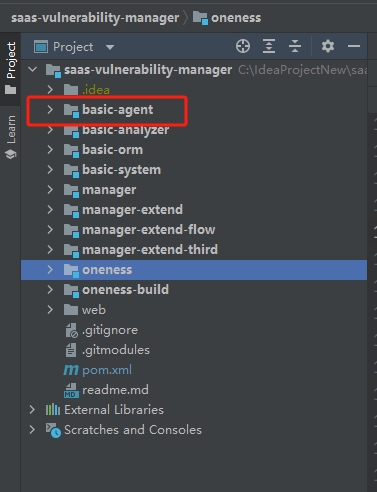 saas-vulnerability-manager oneness
Project
Learn
Project
saas-vulnerability-manager C:\IdeaProjectNew\saa
.idea
basic-agent
basic-analyzer
basic-orm
basic-system
manager
manager-extend
manager-extend-flow
manager-extend-third
oneness
oneness-build
web
.gitignore
.gitmodules
pom.xml
readme.md
External Libraries
Scratches and Consoles